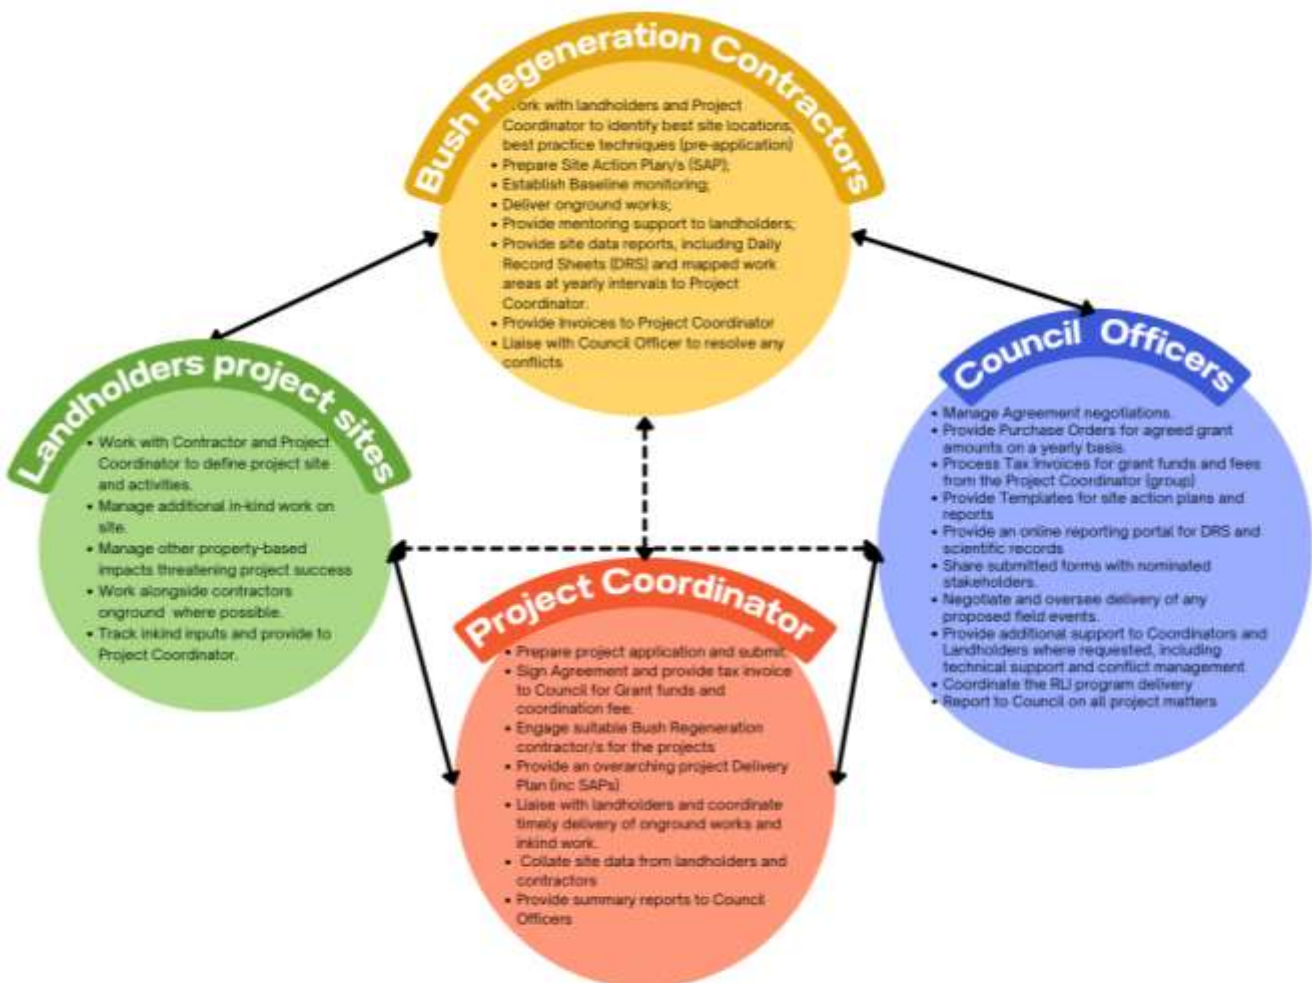 Bush Regeneration Contractors
ork with landholders and Project
Coordinator to identify best site locations,
best practice techniques (pre-application)
• Prepare Site Action Plan/s (SAP);
• Establish Baseline monitoring;
• Deliver onground works;
• Provide mentoring support to landholders;
• Provide site data reports, including Daily
Record Sheets (DRS) and mapped work
areas at yearly intervals to Project
Coordinator.
• Provide Invoices to Project Coordinator
• Liaise with Council Officer to resolve any
conflicts
Landholders project sites
• Work with Contractor and Project
Coordinator to define project site
and activities.
• Manage additional in-kind work on
site.
• Manage other property-based
impacts threatening project success
• Work alongside contractors
onground where possible.
• Track inkind inputs and provide to
Project Coordinator.
Council Officers
• Manage Agreement negotiations.
• Provide Purchase Orders for agreed grant
amounts on a yearly basis.
• Process Tax Invoices for grant funds and fees
from the Project Coordinator (group)
• Provide Templates for site action plans and
reports
• Provide an online reporting portal for DRS and
scientific records
• Share submitted forms with nominated
stakeholders.
• Negotiate and oversee delivery of any
proposed field events.
• Provide additional support to Coordinators and
Landholders where requested, including
technical support and conflict management
• Coordinate the RLI program delivery
• Report to Council on all project matters
Project Coordinator
• Prepare project application and submit.
• Sign Agreement and provide tax invoice
to Council for Grant funds and
coordination fee.
• Engage suitable Bush Regeneration
contractor/s for the projects
• Provide an overarching project Delivery
Plan (inc SAPs)
• Liaise with landholders and coordinate
timely delivery of onground works and
inkind work.
• Collate site data from landholders and
contractors
• Provide summary reports to Council
Officers